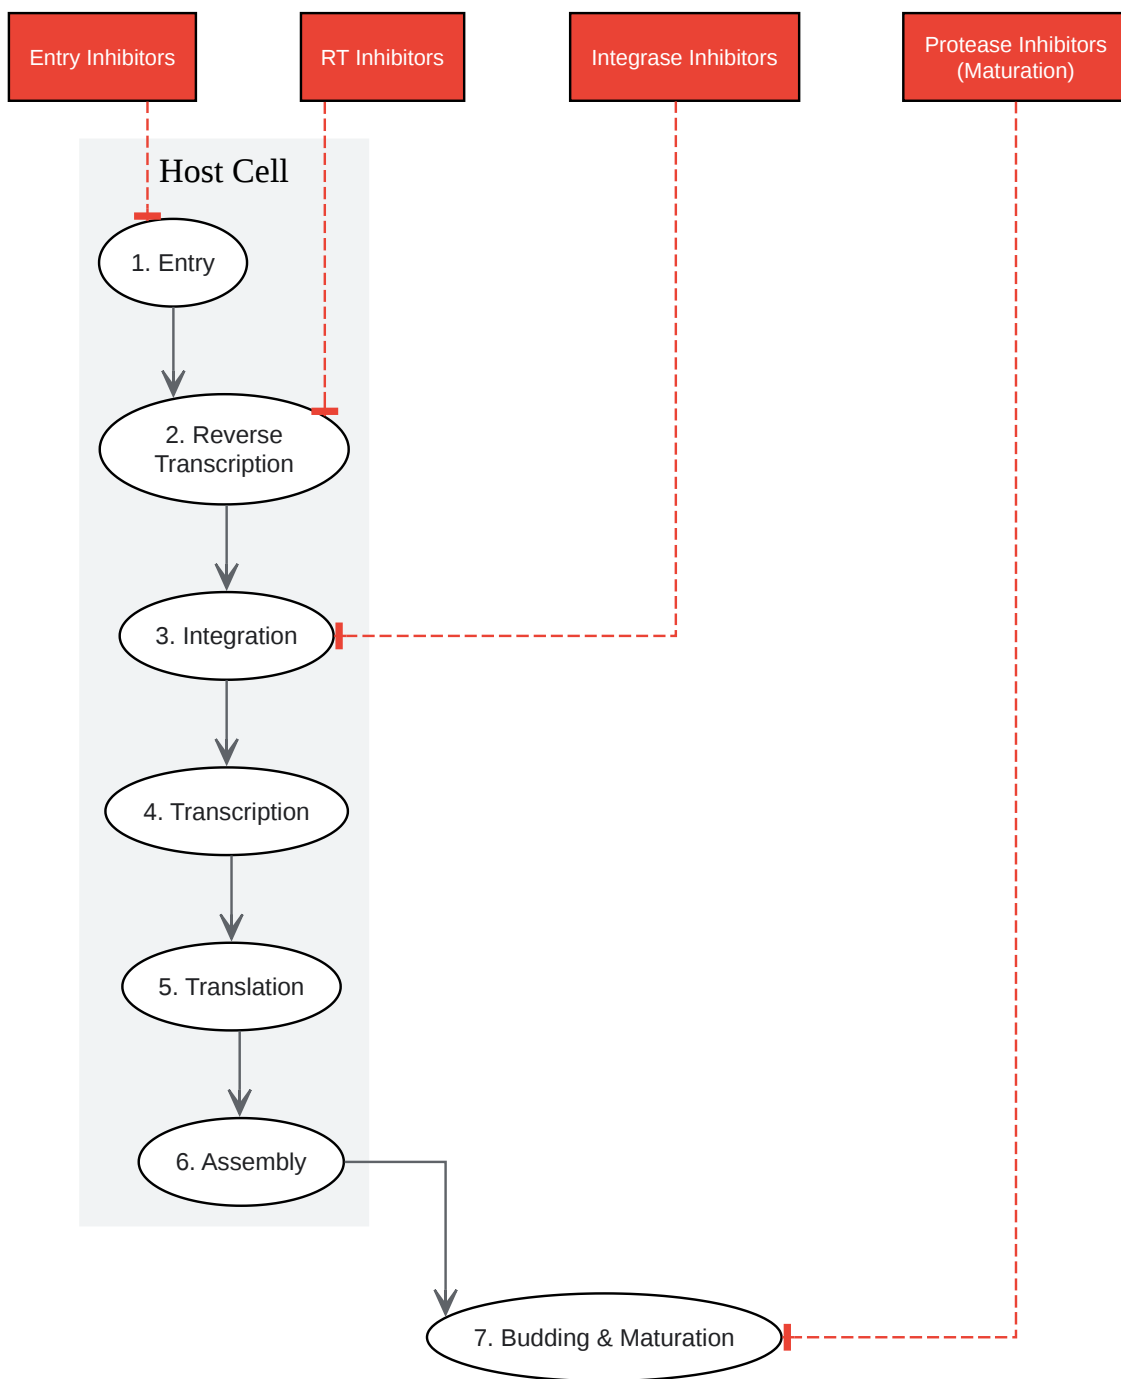 Entry Inhibitors
RT Inhibitors
Integrase Inhibitors
Protease Inhibitors
(Maturation)
Host Cell
1. Entry
2. Reverse
Transcription
3. Integration
4. Transcription
5. Translation
6. Assembly
7. Budding & Maturation